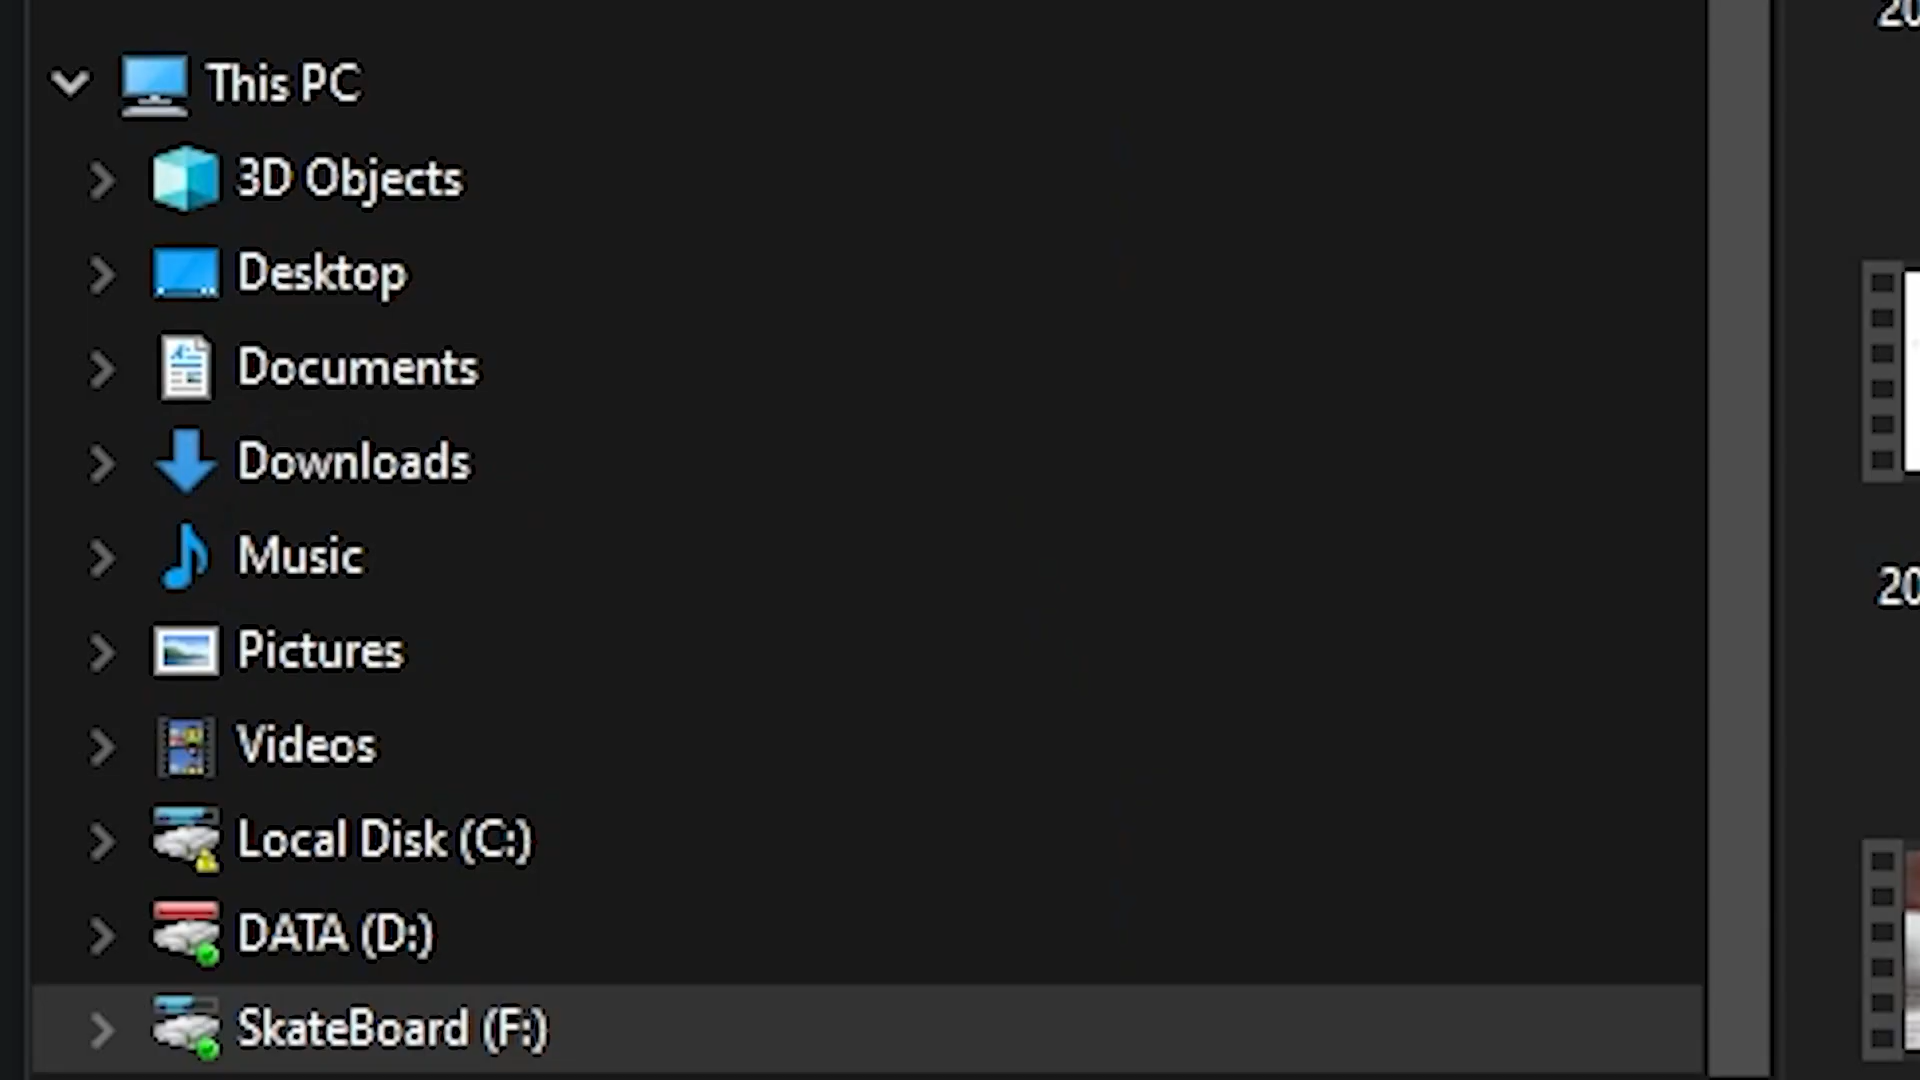 This PC
3D Objects
Desktop
Documents
Downloads
Music
Pictures
Videos
Local Disk (C:)
DATA (D:)
SkateBoard (F:)